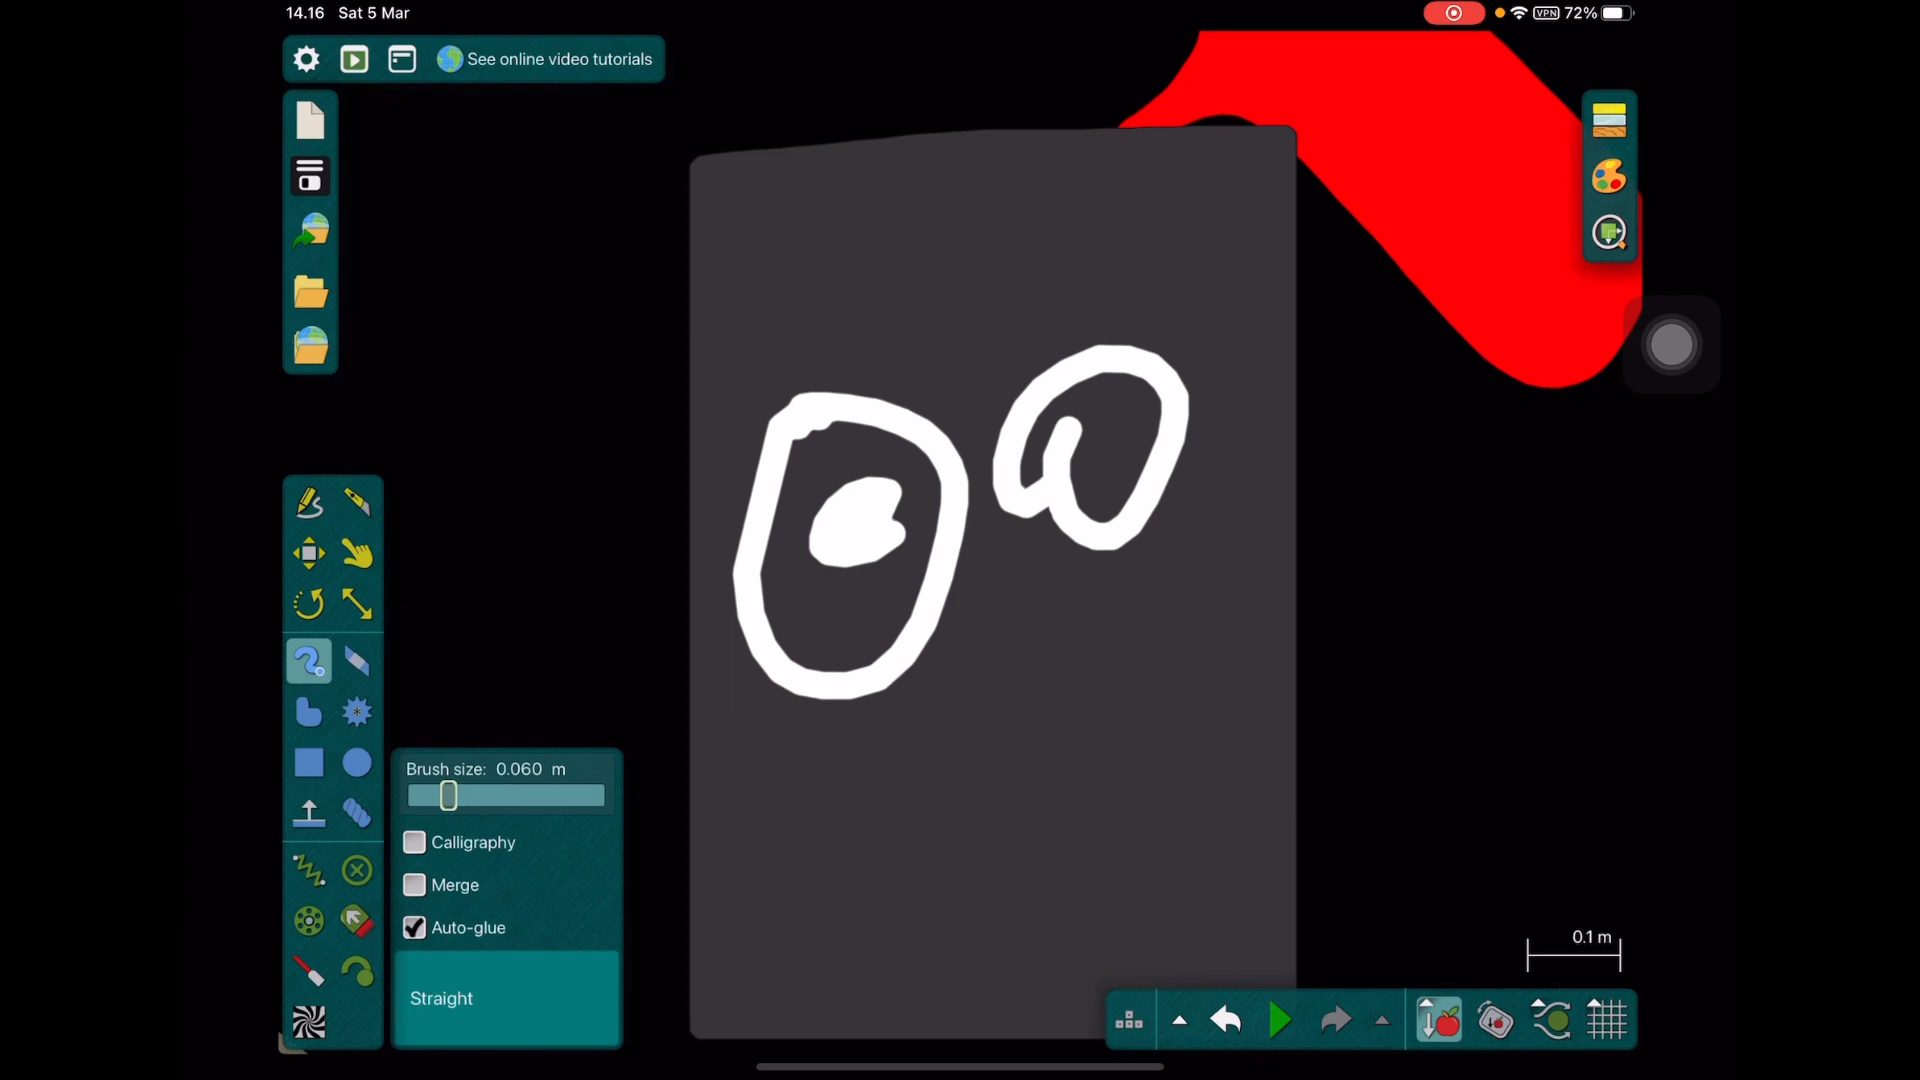 14.16 Sat 5 Mar
VPN 72%
See online video tutorials
Brush size: 0.060 m
Calligraphy
Merge
Auto-glue
Straight
0.1 m